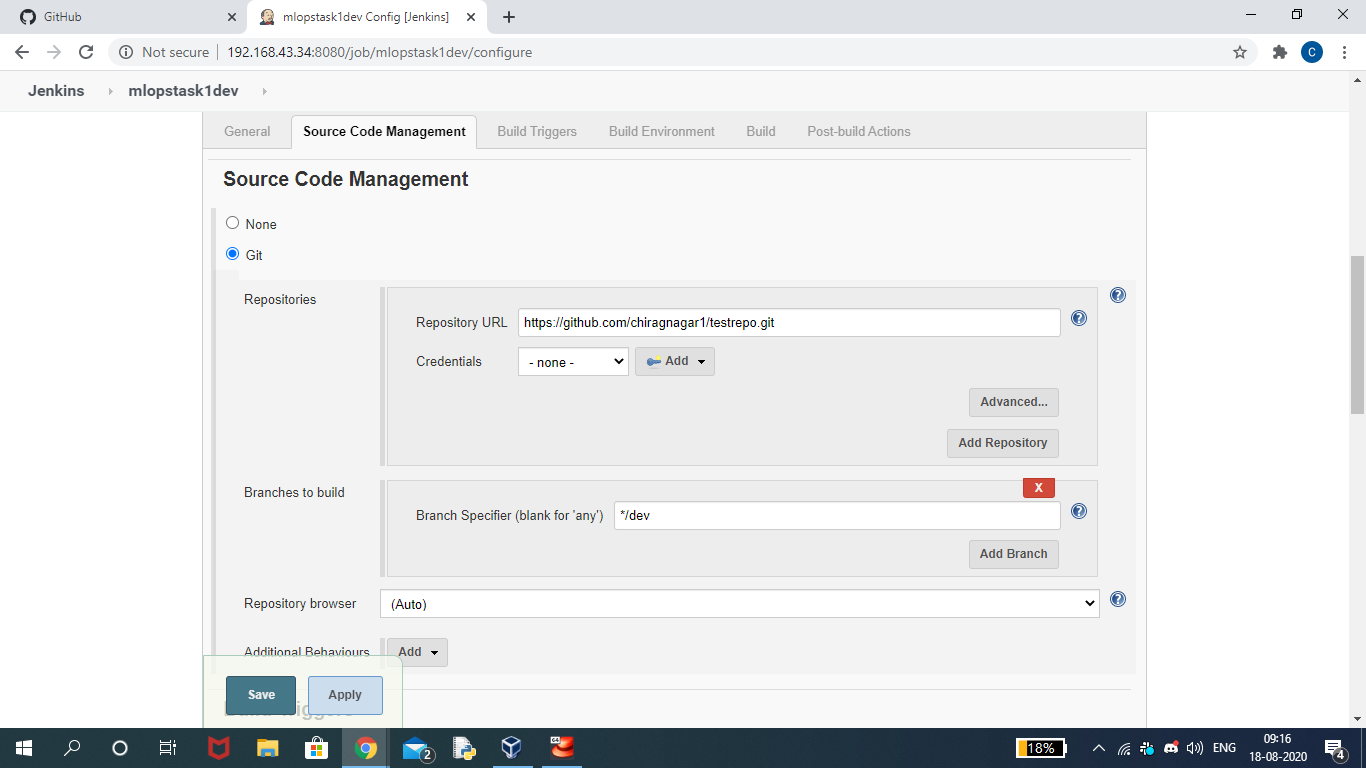 GitHub
mlopstask1dev Config [Jenkins]
Not secure
192.168.43.34:8080/job/mlopstask1dev/configure
C
Jenkins
mlopstask1dev
General
Source Code Management
Build Triggers
Build Environment
Build
Post-build Actions
Source Code Management
None
Git
Repositories
Repository URL
https://github.com/chiragnagar1/testrepo.git
Credentials
- none -
Add
Advanced...
Add Repository
Branches to build
X
Branch Specifier (blank for 'any')
*/dev
Add Branch
Repository browser
(Auto)
Additional Behaviours
Add
Save
Apply
2
64
18%
ENG
09:16
18-08-2020
4